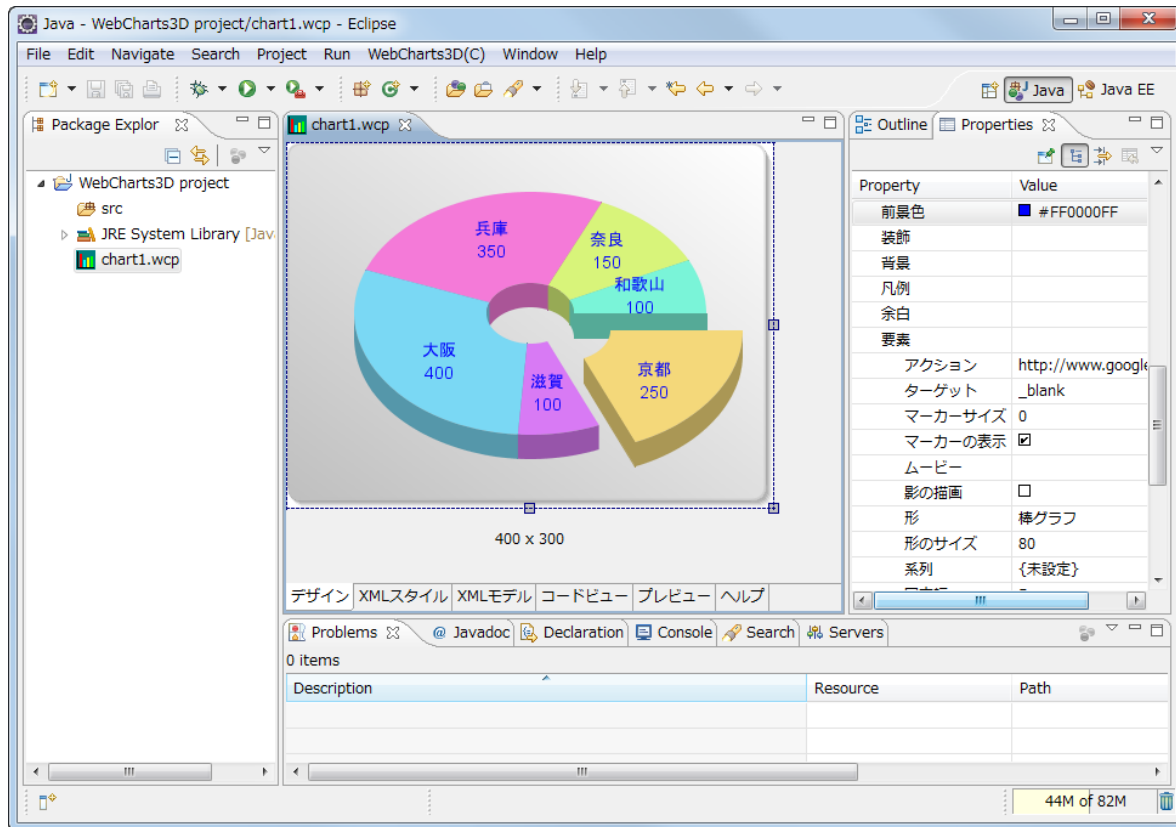 Java - WebCharts3D project/chart1.wcp - Eclipse
File Edit Navigate Search Project Run WebCharts3D(C) Window Help
Java Java EE
Package Explor
WebCharts3D project
src
JRE System Library [Jav
chart1.wcp
chart1.wcp
兵庫
350
奈良
150
和歌山
100
大阪
400
滋賀
100
京都
250
400 x 300
デザイン XMLスタイル XMLモデル コードビュー プレビュー ヘルプ
Outline Properties
Property Value
前景色 #FF0000FF
装飾
背景
凡例
余白
要素
アクション http://www.google
ターゲット _blank
マーカーサイズ 0
マーカーの表示
ムービー
影の描画
形 棒グラフ
形のサイズ 80
系列 {未設定}
Problems @ Javadoc Declaration Console Search Servers
0 items
Description Resource Path
44M of 82M